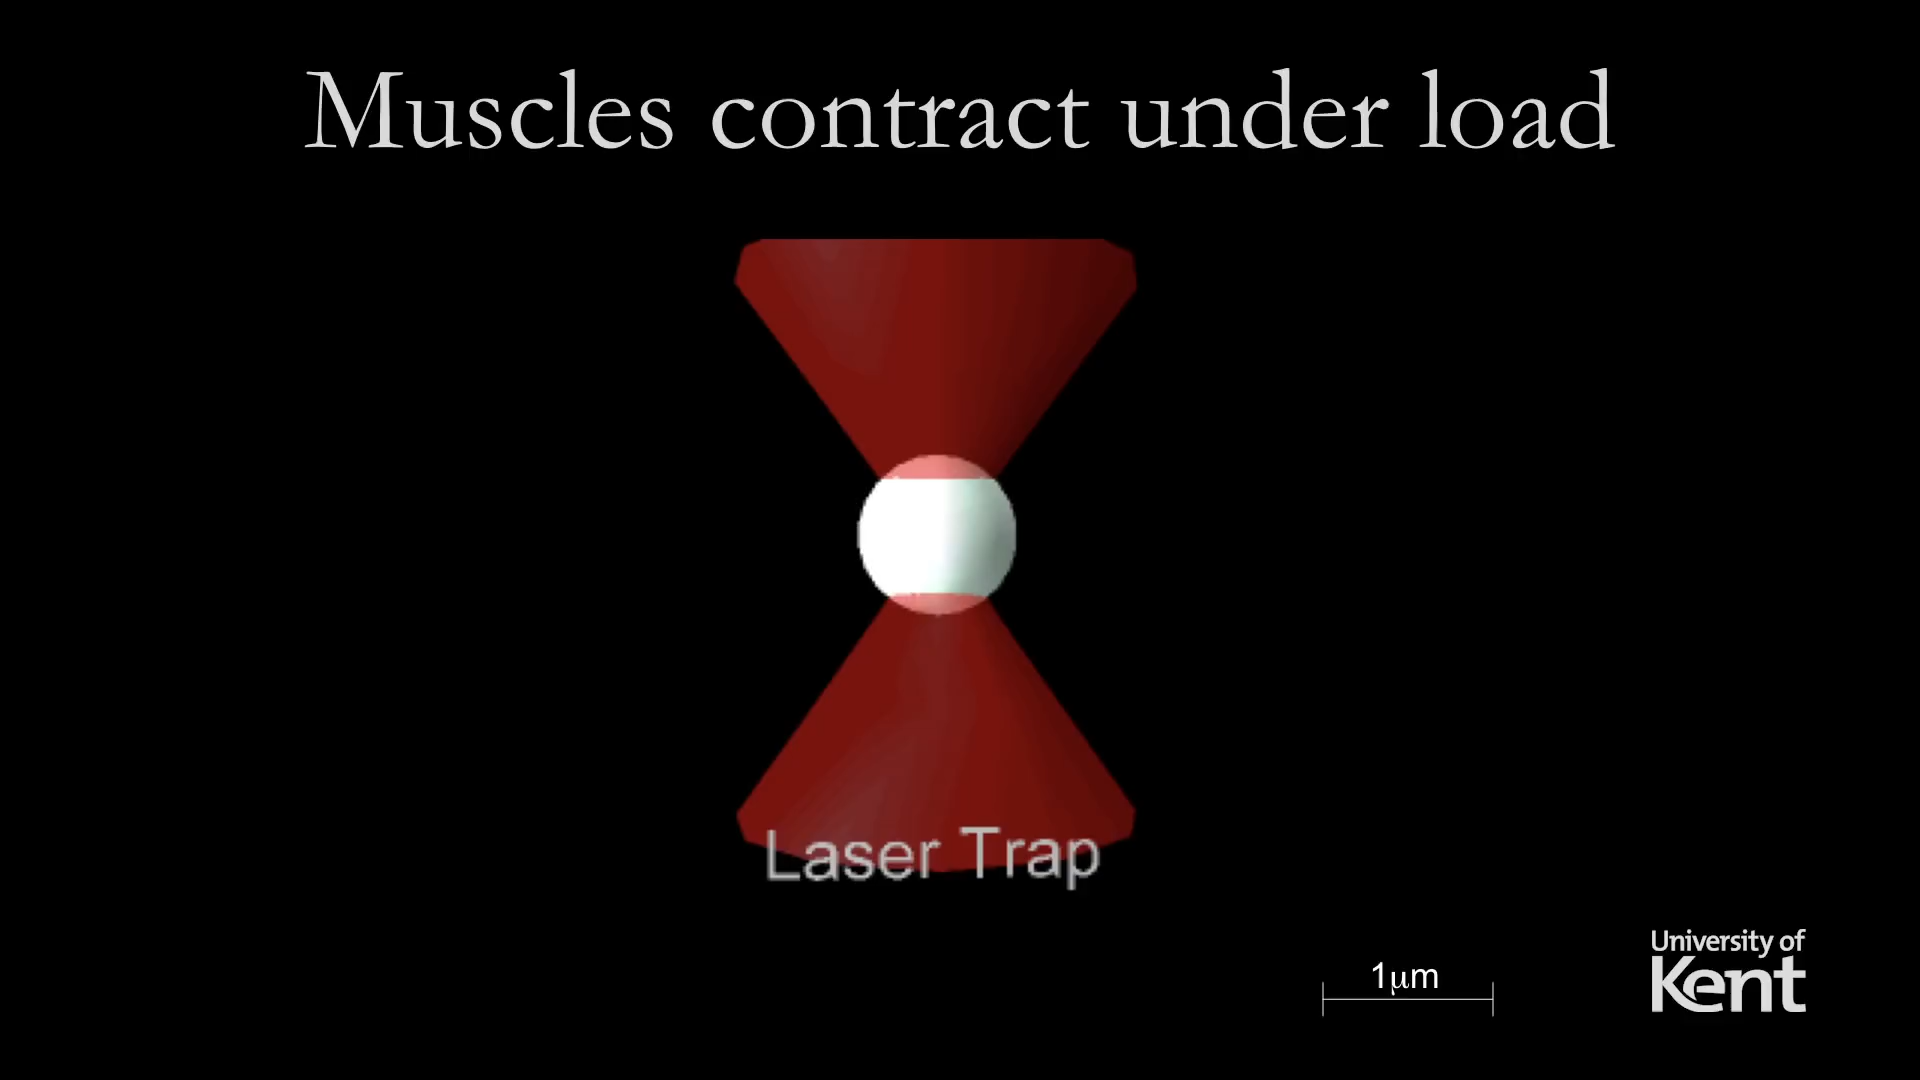 Muscles contract under load
Laser Trap
1μm
University of
Kent